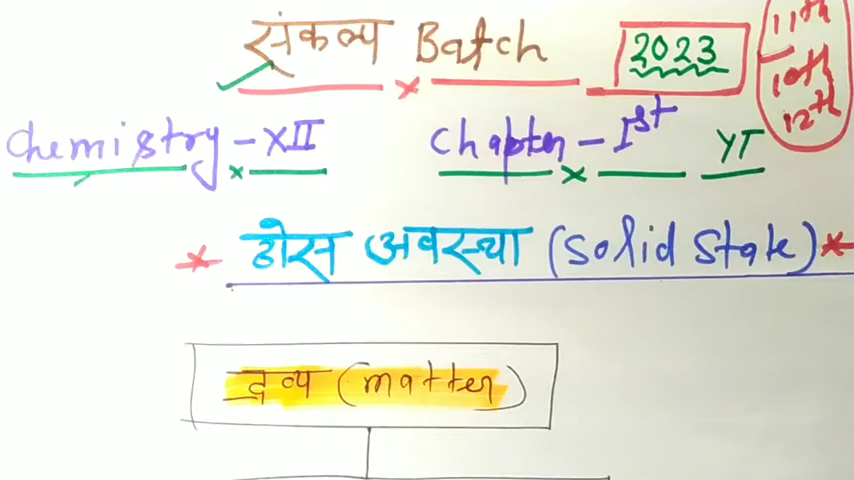 संकल्प Batch 2023
11th
10th
12th
Chemistry - XII Chapter - Ist YT
* ठोस अवस्था (Solid State) *
द्रव्य (matter)